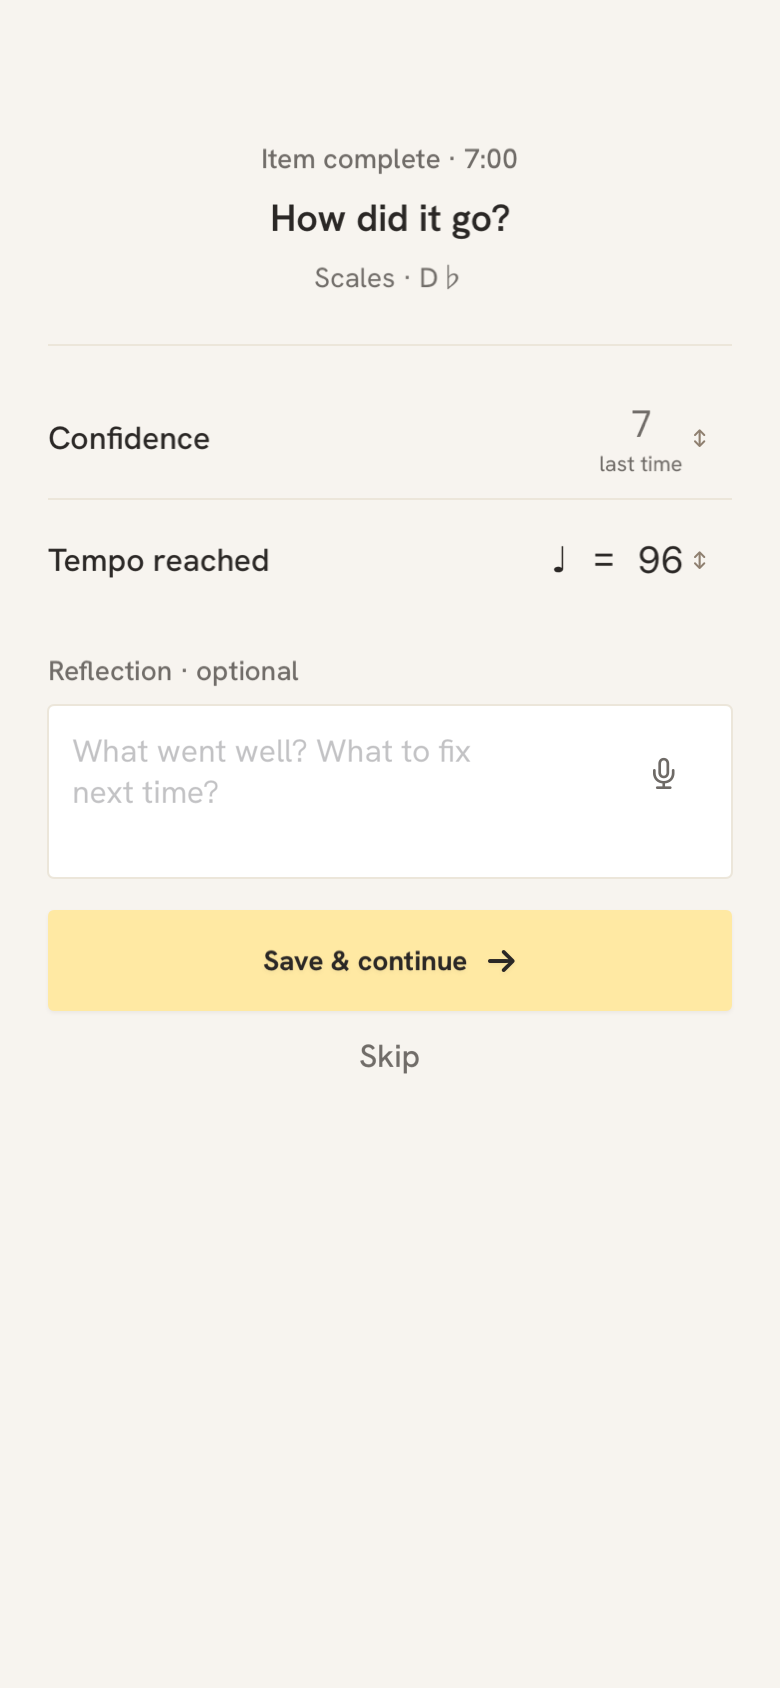 Item complete · 7:00
How did it go?
Scales · D♭
Confidence
7
last time
Tempo reached
♩ = 96
Reflection · optional
What went well? What to fix
next time?
Save & continue →
Skip